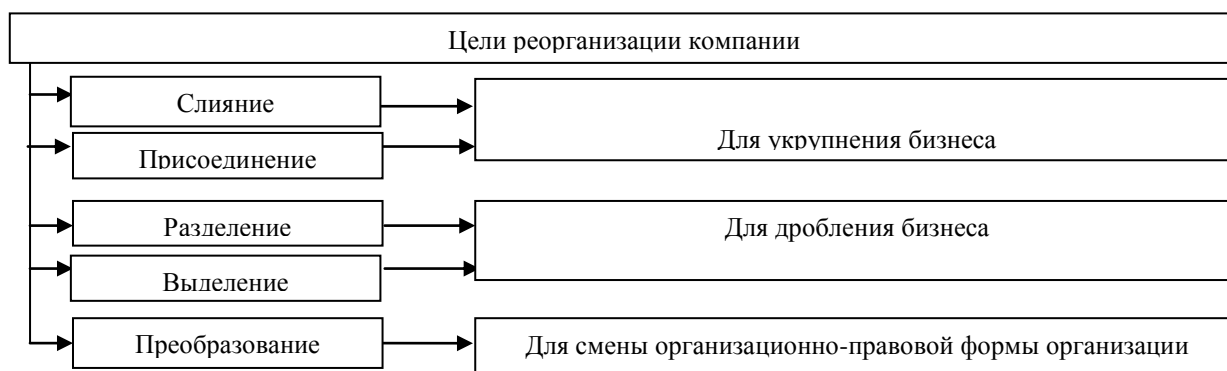 Цели реорганизации компании
Слияние
Присоединение
Для укрупнения бизнеса
Разделение
Для дробления бизнеса
Выделение
Преобразование
Для смены организационно-правовой формы организации